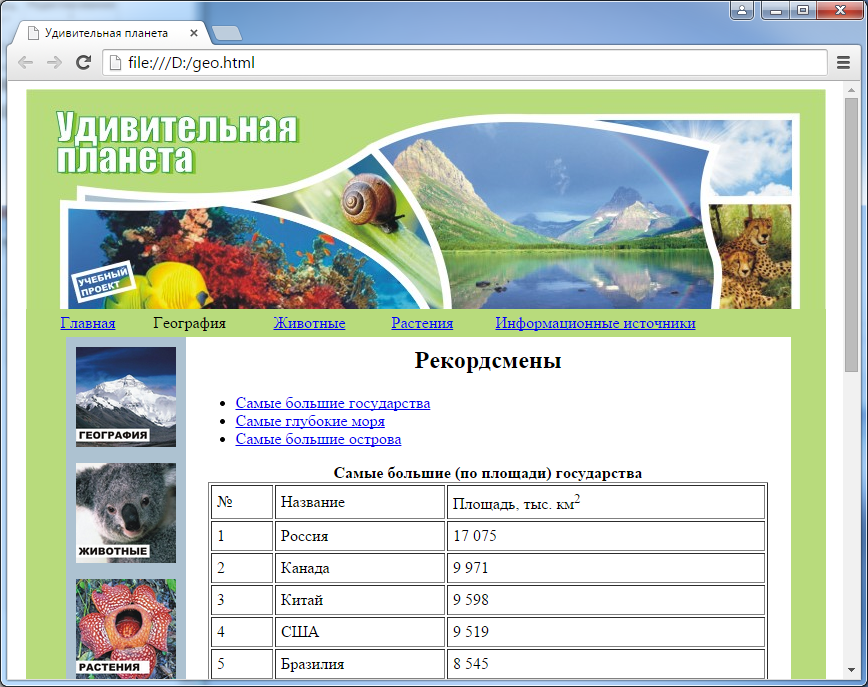 Удивительная планета
file:///D:/geo.html
Удивительная
планета
УЧЕБНЫЙ
ПРОЕКТ
Главная География Животные Растения Информационные источники
ГЕОГРАФИЯ
ЖИВОТНЫЕ
РАСТЕНИЯ
Рекордсмены
Самые большие государства
Самые глубокие моря
Самые большие острова
Самые большие (по площади) государства
№ Название Площадь, тыс. км²
1 Россия 17 075
2 Канада 9 971
3 Китай 9 598
4 США 9 519
5 Бразилия 8 545